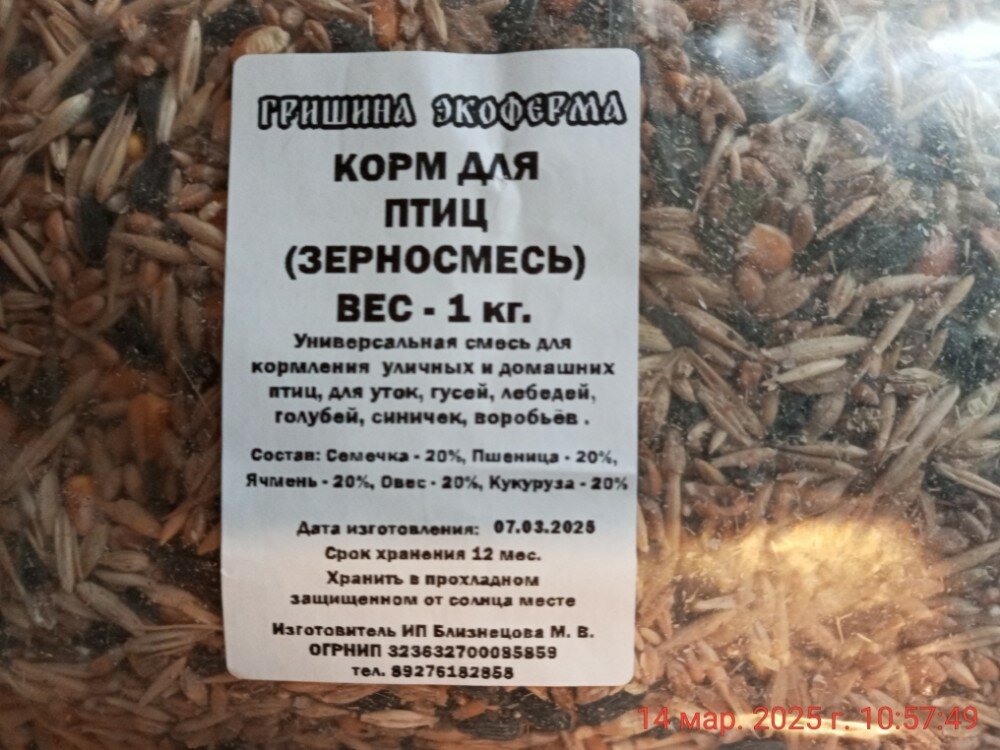 ГРИШИНА ЭКОФЕРМА
КОРМ ДЛЯ
ПТИЦ
(ЗЕРНОСМЕСЬ)
ВЕС - 1 кг.
Универсальная смесь для
кормления уличных и домашних
птиц, для уток, гусей, лебедей,
голубей, синичек, воробьёв .
Состав: Семечка - 20%, Пшеница - 20%,
Ячмень - 20%, Овес - 20%, Кукуруза - 20%
Дата изготовления: 07.03.2025
Срок хранения 12 мес.
Хранить в прохладном
защищенном от солнца месте
Изготовитель ИП Близнецова М. В.
ОГРНИП 323632700085859
тел. 89276182858
14 мар. 2025 г. 10:57:49